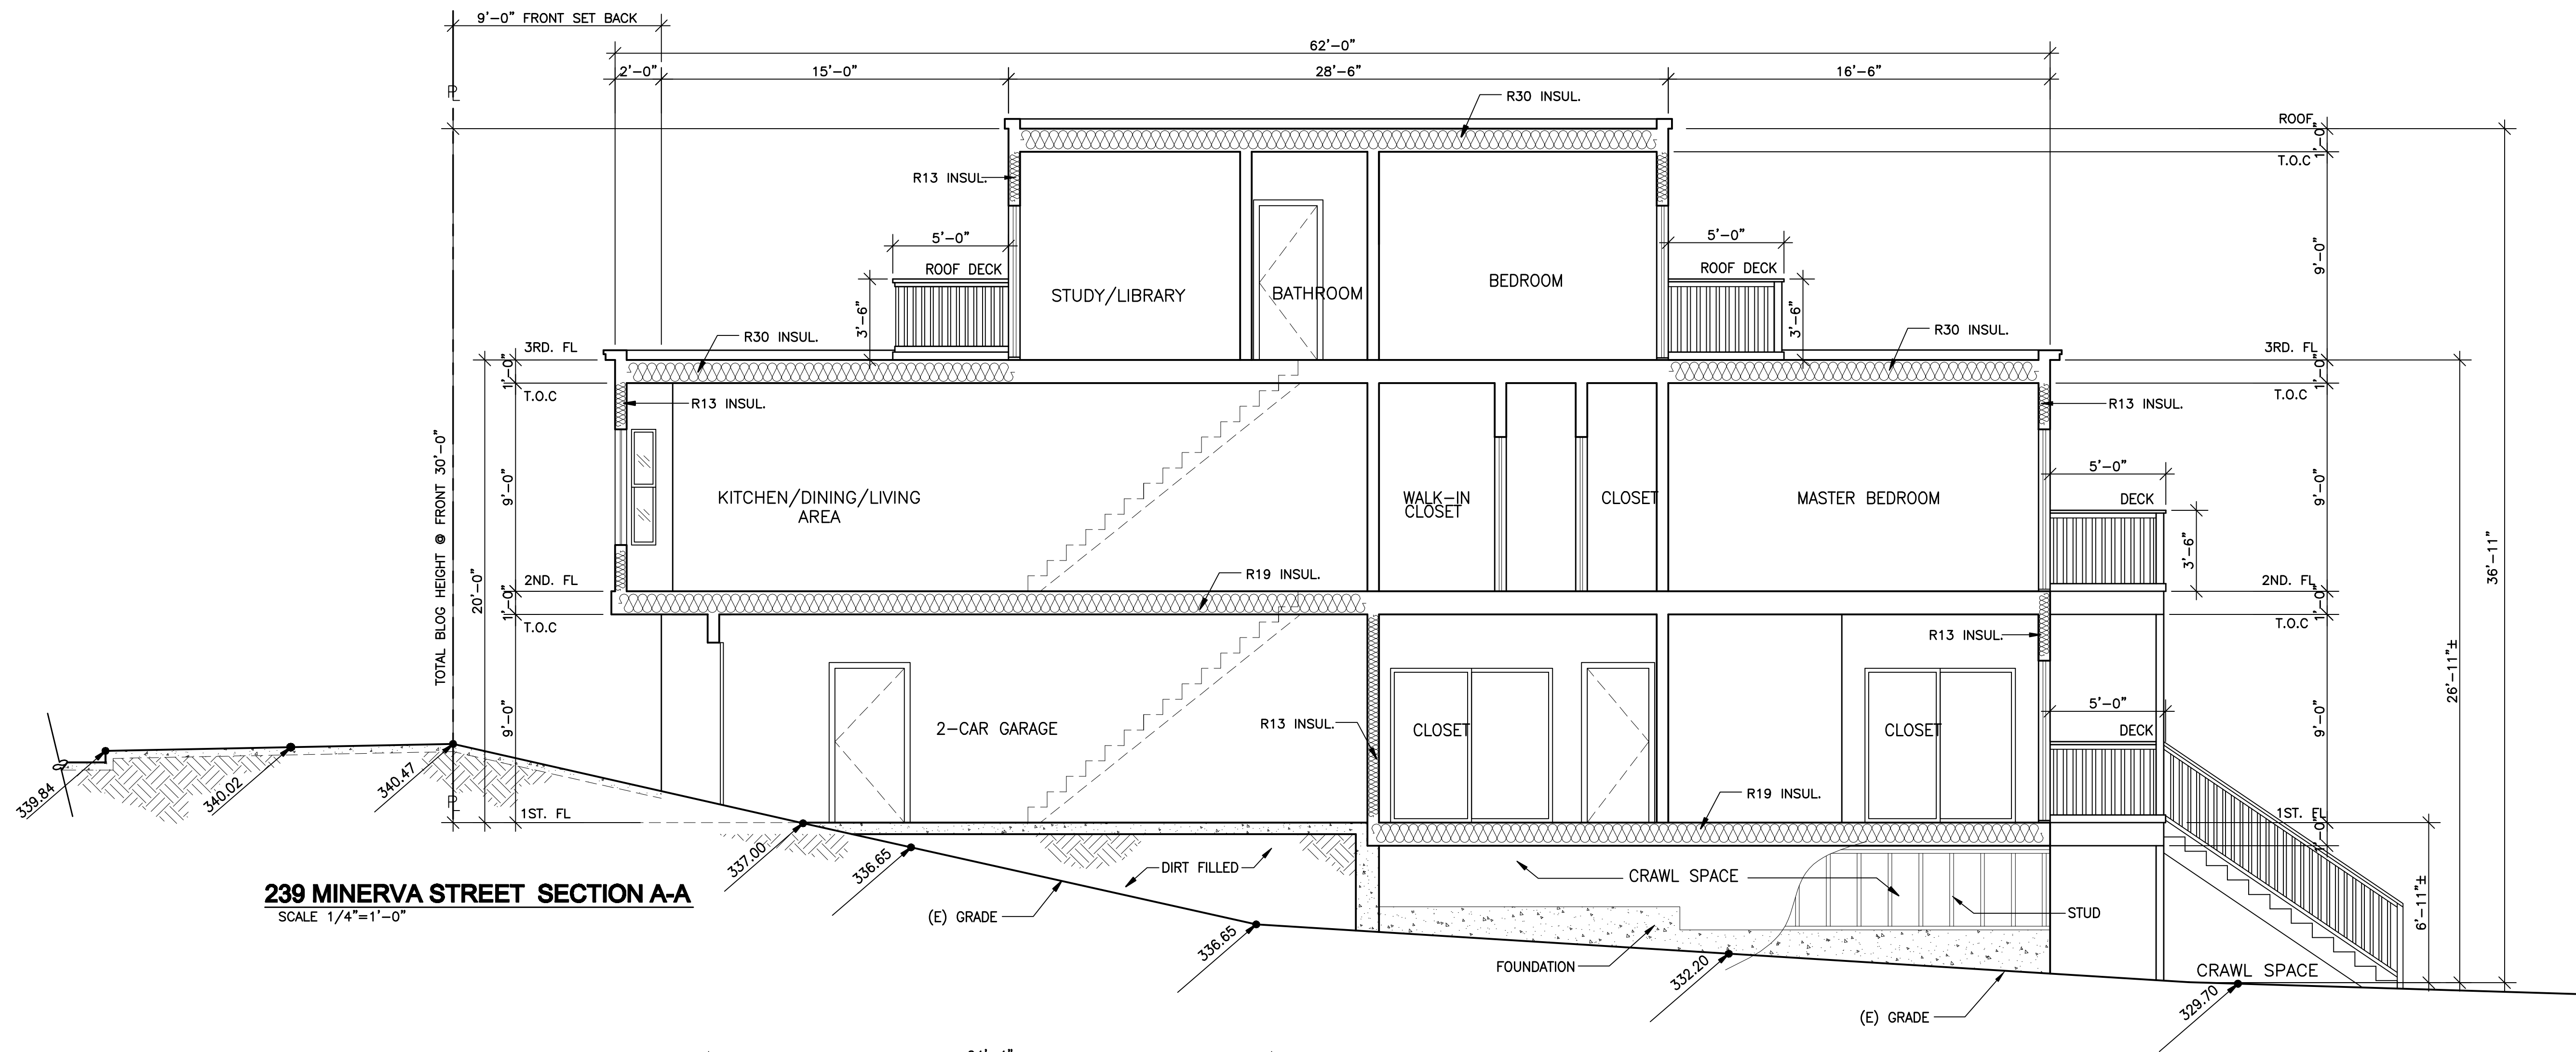 9'-0" FRONT SET BACK
62'-0"
2'-0"
15'-0"
28'-6"
16'-6"
PL
R30 INSUL.
ROOF
1'-0"
T.O.C
R13 INSUL.
9'-0"
5'-0"
5'-0"
ROOF DECK
ROOF DECK
STUDY/LIBRARY
BATHROOM
BEDROOM
3'-6"
3'-6"
R30 INSUL.
R30 INSUL.
3RD. FL
3RD. FL
1'-0"
1'-0"
T.O.C
T.O.C
R13 INSUL.
R13 INSUL.
TOTAL BLOG HEIGHT @ FRONT 30'-0"
20'-0"
9'-0"
KITCHEN/DINING/LIVING
AREA
WALK-IN
CLOSET
CLOSET
MASTER BEDROOM
5'-0"
DECK
3'-6"
9'-0"
36'-11"
2ND. FL
R19 INSUL.
2ND. FL
1'-0"
1'-0"
T.O.C
T.O.C
R13 INSUL.
26'-11"±
9'-0"
2-CAR GARAGE
R13 INSUL.
CLOSET
CLOSET
5'-0"
DECK
9'-0"
339.84
340.02
340.47
PL
1ST. FL
R19 INSUL.
1ST. FL
1'-0"
337.00
336.65
DIRT FILLED
CRAWL SPACE
239 MINERVA STREET SECTION A-A
SCALE 1/4"=1'-0"
(E) GRADE
STUD
6'-11"±
336.65
FOUNDATION
332.20
CRAWL SPACE
329.70
(E) GRADE